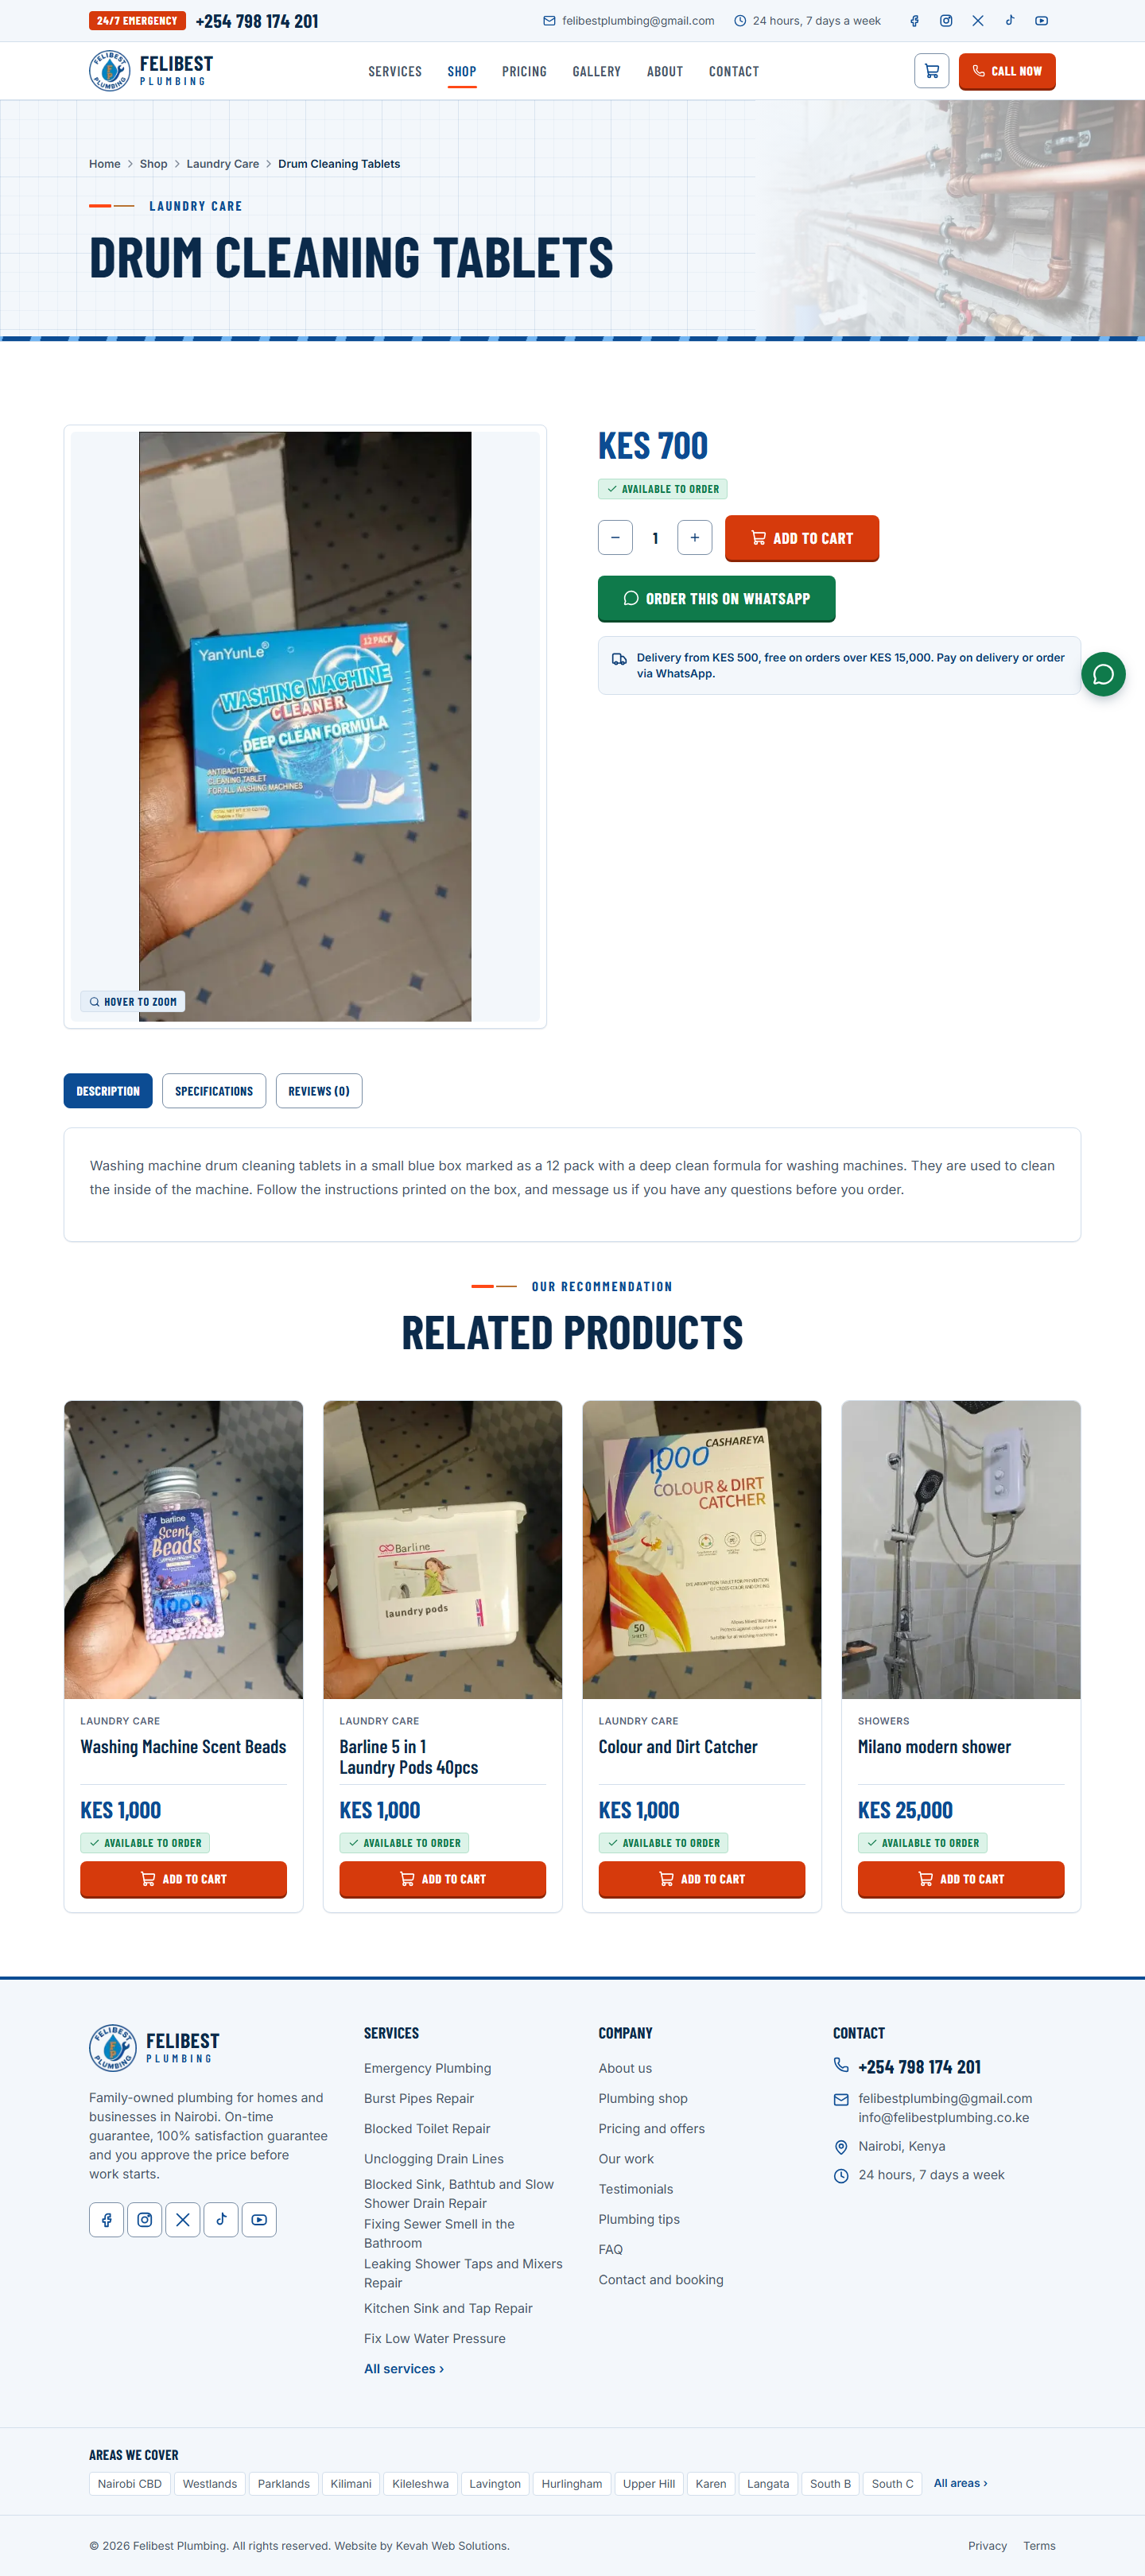 24/7 EMERGENCY +254 798 174 201 felibestplumbing@gmail.com 24 hours, 7 days a week
FELIBEST
PLUMBING
SERVICES SHOP PRICING GALLERY ABOUT CONTACT
CALL NOW
Home > Shop > Laundry Care > Drum Cleaning Tablets
LAUNDRY CARE
DRUM CLEANING TABLETS
12 PACK
YanYunLe®
WASHING MACHINE
CLEANER
DEEP CLEAN FORMULA
CLEANING TABLET
FOR ALL WASHING MACHINES
HOVER TO ZOOM
KES 700
AVAILABLE TO ORDER
− 1 + ADD TO CART
ORDER THIS ON WHATSAPP
Delivery from KES 500, free on orders over KES 15,000. Pay on delivery or order
via WhatsApp.
DESCRIPTION SPECIFICATIONS REVIEWS (0)
Washing machine drum cleaning tablets in a small blue box marked as a 12 pack with a deep clean formula for washing machines. They are used to clean
the inside of the machine. Follow the instructions printed on the box, and message us if you have any questions before you order.
OUR RECOMMENDATION
RELATED PRODUCTS
barline
Scent
Beads
1000
LAUNDRY CARE
Washing Machine Scent Beads
KES 1,000
AVAILABLE TO ORDER
ADD TO CART
Barline
laundry pods
LAUNDRY CARE
Barline 5 in 1
Laundry Pods 40pcs
KES 1,000
AVAILABLE TO ORDER
ADD TO CART
CASHAREYA
1,000
COLOUR & DIRT
CATCHER
50
LAUNDRY CARE
Colour and Dirt Catcher
KES 1,000
AVAILABLE TO ORDER
ADD TO CART
SHOWERS
Milano modern shower
KES 25,000
AVAILABLE TO ORDER
ADD TO CART
FELIBEST
PLUMBING
Family-owned plumbing for homes and
businesses in Nairobi. On-time
guarantee, 100% satisfaction guarantee
and you approve the price before
work starts.
SERVICES
Emergency Plumbing
Burst Pipes Repair
Blocked Toilet Repair
Unclogging Drain Lines
Blocked Sink, Bathtub and Slow
Shower Drain Repair
Fixing Sewer Smell in the
Bathroom
Leaking Shower Taps and Mixers
Repair
Kitchen Sink and Tap Repair
Fix Low Water Pressure
All services ›
COMPANY
About us
Plumbing shop
Pricing and offers
Our work
Testimonials
Plumbing tips
FAQ
Contact and booking
CONTACT
+254 798 174 201
felibestplumbing@gmail.com
info@felibestplumbing.co.ke
Nairobi, Kenya
24 hours, 7 days a week
AREAS WE COVER
Nairobi CBD Westlands Parklands Kilimani Kileleshwa Lavington Hurlingham Upper Hill Karen Langata South B South C All areas ›
© 2026 Felibest Plumbing. All rights reserved. Website by Kevah Web Solutions. Privacy Terms